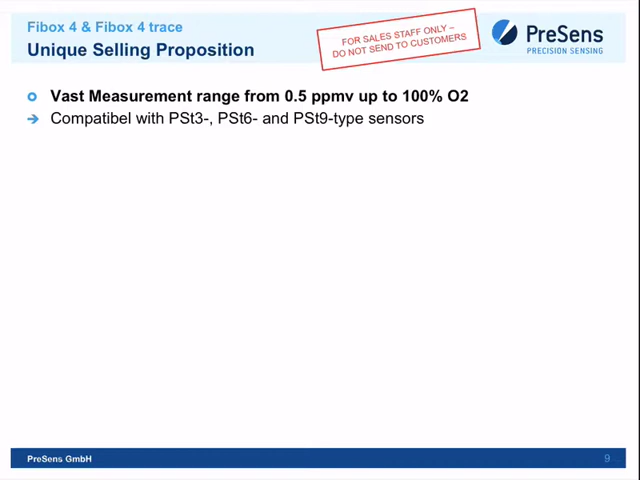 Fibox 4 & Fibox 4 trace
Unique Selling Proposition
FOR SALES STAFF ONLY –
DO NOT SEND TO CUSTOMERS
PreSens
PRECISION SENSING
Vast Measurement range from 0.5 ppmv up to 100% O2
Compatibel with PSt3-, PSt6- and PSt9-type sensors
PreSens GmbH
9